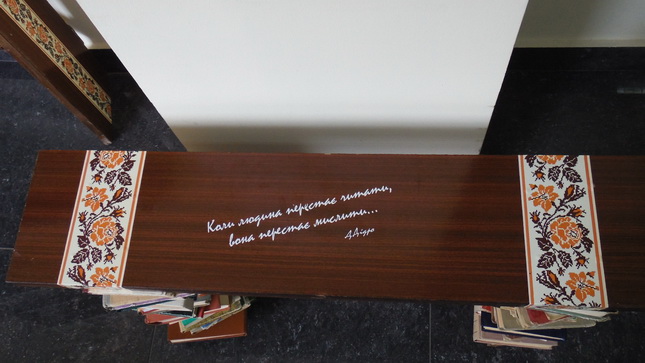 Коли людина перестає читати,
вона перестає мислити...
Д.Дідро